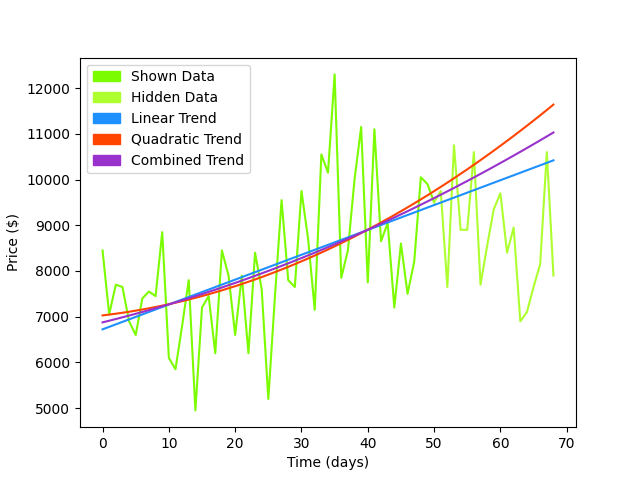 Shown Data
Hidden Data
Linear Trend
Quadratic Trend
Combined Trend
12000
11000
10000
9000
8000
7000
6000
5000
Price ($)
0 10 20 30 40 50 60 70
Time (days)